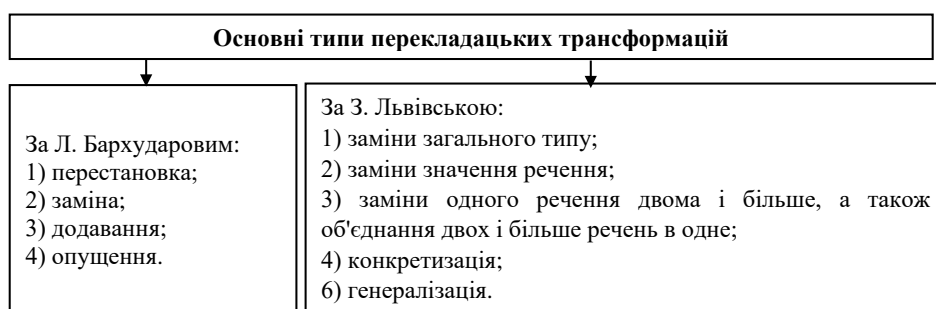 Основні типи перекладацьких трансформацій
За Л. Бархударовим:
1) перестановка;
2) заміна;
3) додавання;
4) опущення.
За З. Львівською:
1) заміни загального типу;
2) заміни значення речення;
3) заміни одного речення двома і більше, а також
об'єднання двох і більше речень в одне;
4) конкретизація;
6) генералізація.